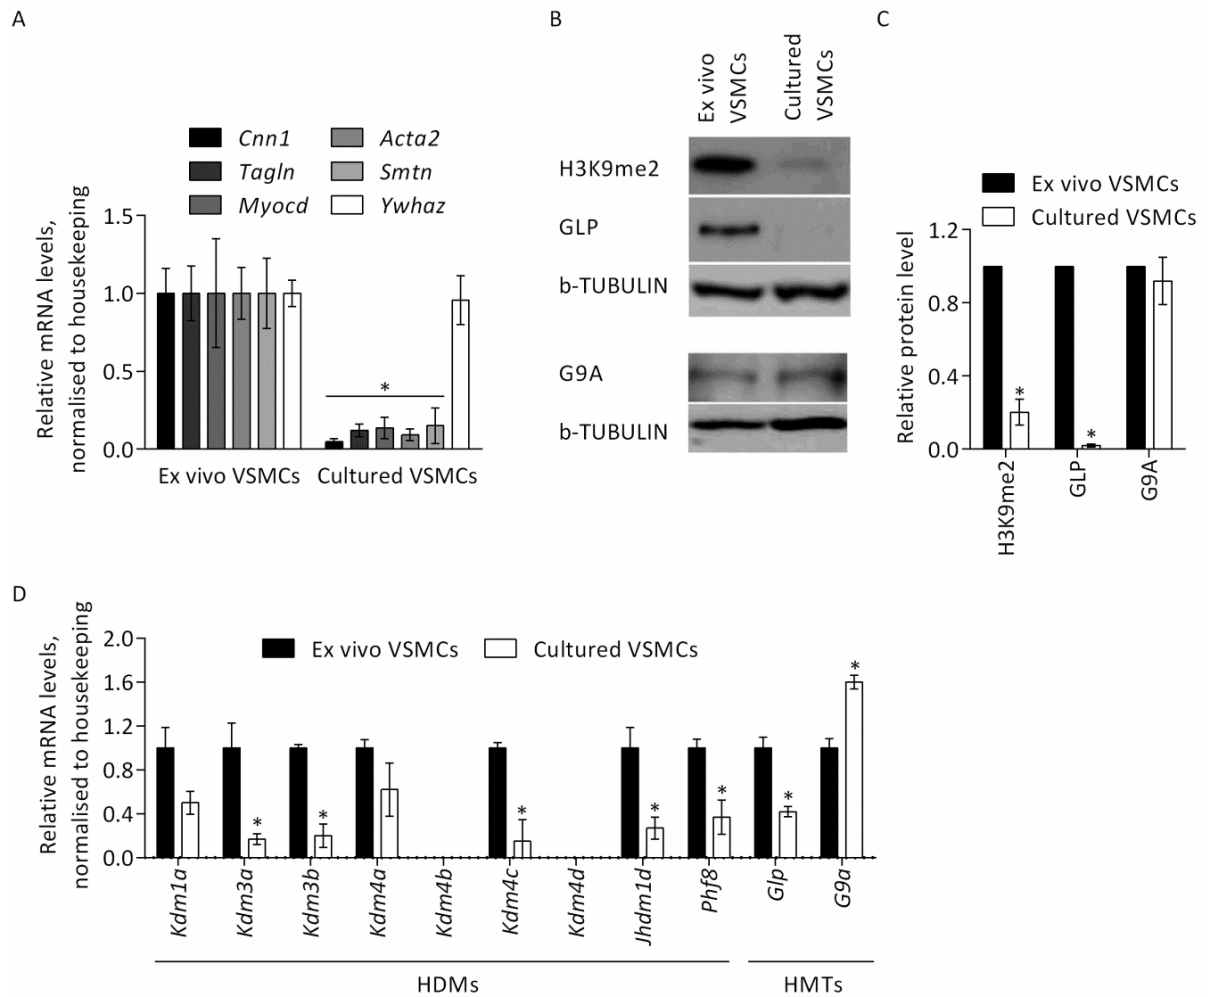 A
Cnn1
Acta2
Tagln
Smtn
Myocd
Ywhaz
Relative mRNA levels,
normalised to housekeeping
1.5
1.0
0.5
0.0
*
Ex vivo VSMCs
Cultured VSMCs
B
Ex vivo
VSMCs
Cultured
VSMCs
H3K9me2
GLP
b-TUBULIN
G9A
b-TUBULIN
C
Ex vivo VSMCs
Cultured VSMCs
Relative protein level
1.2
0.8
0.4
0.0
*
*
H3K9me2
GLP
G9A
D
Relative mRNA levels,
normalised to housekeeping
Ex vivo VSMCs
Cultured VSMCs
2.0
1.6
1.2
0.8
0.4
0.0
*
*
*
*
*
*
*
Kdm1a
Kdm3a
Kdm3b
Kdm4a
Kdm4b
Kdm4c
Kdm4d
Jhdm1d
Phf8
Glp
G9a
HDMs
HMTs